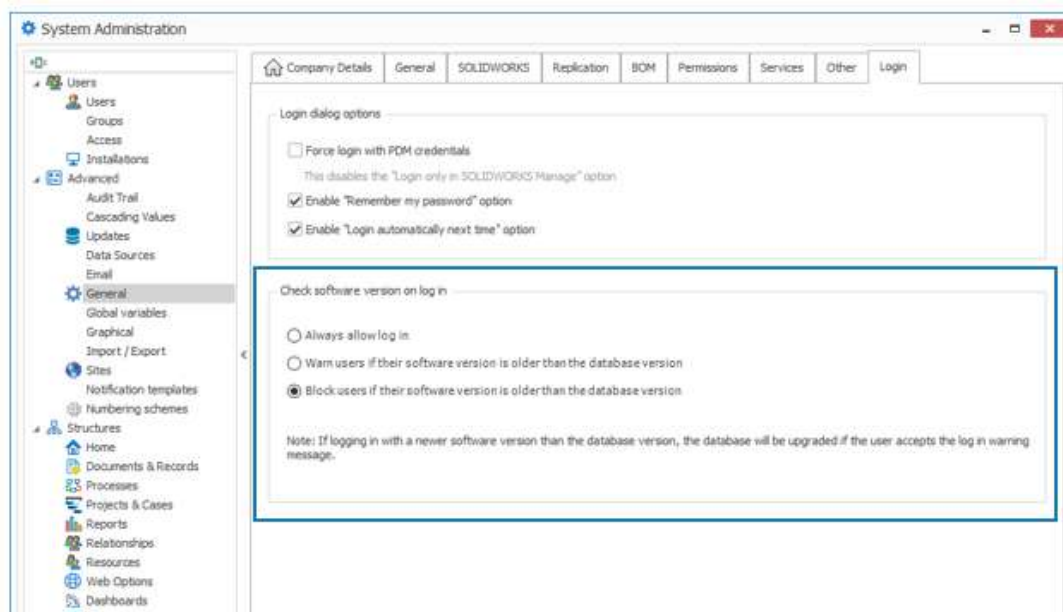 System Administration
Users
Users
Groups
Access
Installations
Advanced
Audit Trail
Cascading Values
Updates
Data Sources
Email
General
Global variables
Graphical
Import / Export
Sites
Notification templates
Numbering schemes
Structures
Home
Documents & Records
Processes
Projects & Cases
Reports
Relationships
Resources
Web Options
Dashboards
Company Details General SOLIDWORKS Replication BOM Permissions Services Other Login
Login dialog options
Force login with PDM credentials
This disables the "Login only in SOLIDWORKS Manage" option
Enable "Remember my password" option
Enable "Login automatically next time" option
Check software version on log in
Always allow log in
Warn users if their software version is older than the database version
Block users if their software version is older than the database version
Note: If logging in with a newer software version than the database version, the database will be upgraded if the user accepts the log in warning
message.